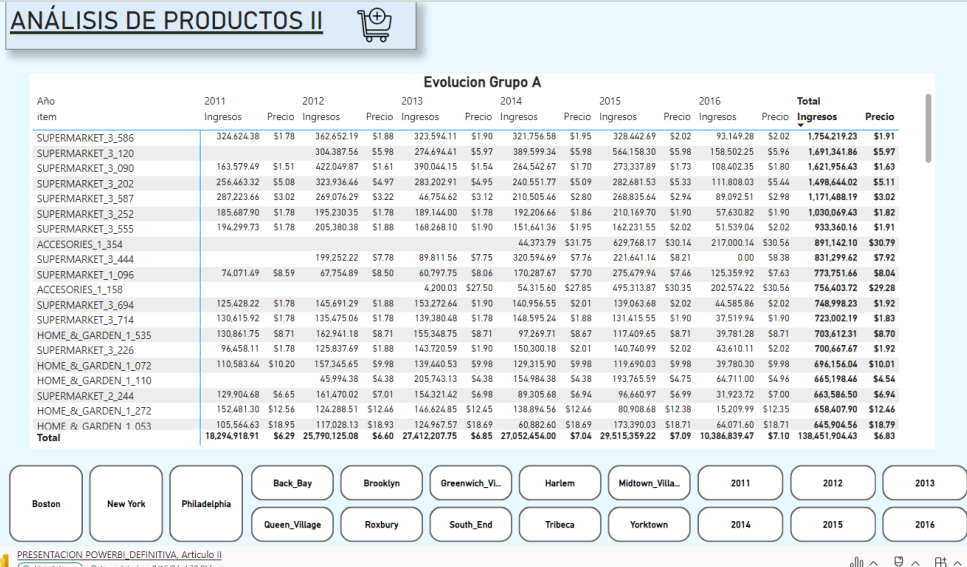 ANÁLISIS DE PRODUCTOS II
Evolucion Grupo A
Año 2011 2012 2013 2014 2015 2016 Total
item Ingresos Precio Ingresos Precio Ingresos Precio Ingresos Precio Ingresos Precio Ingresos Precio Ingresos Precio
SUPERMARKET_3_586 324,624.38 $1.78 362,652.19 $1.88 323,594.11 $1.90 321,756.58 $1.95 328,442.69 $2.02 93,149.28 $2.02 1,754,219.23 $1.91
SUPERMARKET_3_120 304,387.56 $5.98 274,694.41 $5.97 389,599.34 $5.98 564,158.30 $5.98 158,502.25 $5.96 1,691,341.86 $5.97
SUPERMARKET_3_090 163,579.49 $1.51 422,049.87 $1.61 390,044.15 $1.54 264,542.67 $1.70 273,337.89 $1.73 108,402.35 $1.80 1,621,956.43 $1.63
SUPERMARKET_3_202 256,463.32 $5.08 323,936.46 $4.97 283,202.91 $4.95 240,551.77 $5.09 282,681.53 $5.33 111,808.03 $5.44 1,498,644.02 $5.11
SUPERMARKET_3_587 287,223.66 $3.02 269,076.29 $3.22 46,754.62 $3.12 210,505.46 $2.80 268,835.64 $2.94 89,092.51 $2.98 1,171,488.19 $3.02
SUPERMARKET_3_252 185,687.90 $1.78 195,230.35 $1.78 189,144.00 $1.78 192,206.66 $1.86 210,169.70 $1.90 57,630.82 $1.90 1,030,069.43 $1.82
SUPERMARKET_3_555 194,299.73 $1.78 205,380.38 $1.88 168,268.10 $1.90 151,641.36 $1.95 162,231.55 $2.02 51,539.04 $2.02 933,360.16 $1.91
ACCESORIES_1_354 44,373.79 $31.75 629,768.17 $30.14 217,000.14 $30.56 891,142.10 $30.79
SUPERMARKET_3_444 199,252.22 $7.78 89,811.56 $7.75 320,594.69 $7.76 221,641.14 $8.21 0.00 $8.38 831,299.62 $7.92
SUPERMARKET_1_096 74,071.49 $8.59 67,754.89 $8.50 60,797.75 $8.06 170,287.67 $7.70 275,479.94 $7.46 125,359.92 $7.63 773,751.66 $8.04
ACCESORIES_1_158 4,200.03 $27.50 54,315.60 $27.85 495,313.87 $30.35 202,574.22 $30.56 756,403.72 $29.28
SUPERMARKET_3_694 125,428.22 $1.78 145,691.29 $1.88 153,272.64 $1.90 140,956.55 $2.01 139,063.68 $2.02 44,585.86 $2.02 748,998.23 $1.92
SUPERMARKET_3_714 130,615.92 $1.78 135,475.06 $1.78 139,380.48 $1.78 148,595.24 $1.88 131,415.55 $1.90 37,519.94 $1.90 723,002.19 $1.83
HOME_&_GARDEN_1_535 130,861.75 $8.71 162,941.18 $8.71 155,348.75 $8.71 97,269.71 $8.67 117,409.65 $8.71 39,781.28 $8.71 703,612.31 $8.70
SUPERMARKET_3_226 96,458.11 $1.78 125,837.69 $1.88 143,720.59 $1.90 150,300.18 $2.01 140,740.99 $2.02 43,610.11 $2.02 700,667.67 $1.92
HOME_&_GARDEN_1_072 110,583.64 $10.20 157,345.65 $9.98 139,440.53 $9.98 129,315.90 $9.98 119,690.03 $9.98 39,780.30 $9.98 696,156.04 $10.01
HOME_&_GARDEN_1_110 45,994.38 $4.38 205,743.13 $4.38 154,984.38 $4.38 193,765.59 $4.75 64,711.00 $4.96 665,198.46 $4.54
SUPERMARKET_2_244 129,904.68 $6.65 161,470.02 $7.01 154,321.42 $6.98 89,305.68 $6.94 96,660.97 $6.99 31,923.72 $7.00 663,586.50 $6.94
HOME_&_GARDEN_1_272 152,481.30 $12.56 124,288.51 $12.46 146,624.85 $12.45 138,894.56 $12.46 80,908.68 $12.38 15,209.99 $12.35 658,407.90 $12.46
HOME_&_GARDEN_1_053 105,564.63 $18.95 117,028.13 $18.93 124,967.57 $18.69 60,882.60 $18.69 173,390.03 $18.71 64,071.60 $18.71 645,904.56 $18.79
Total 18,294,918.91 $6.29 25,790,125.08 $6.60 27,412,207.75 $6.85 27,052,454.00 $7.04 29,515,359.22 $7.09 10,386,839.47 $7.10 138,451,904.43 $6.83
Boston New York Philadelphia
Back_Bay Brooklyn Greenwich_Vi... Harlem Midtown_Villa... 2011 2012 2013
Queen_Village Roxbury South_End Tribeca Yorktown 2014 2015 2016
PRESENTACION POWERBI_DEFINITIVA, Articulo II